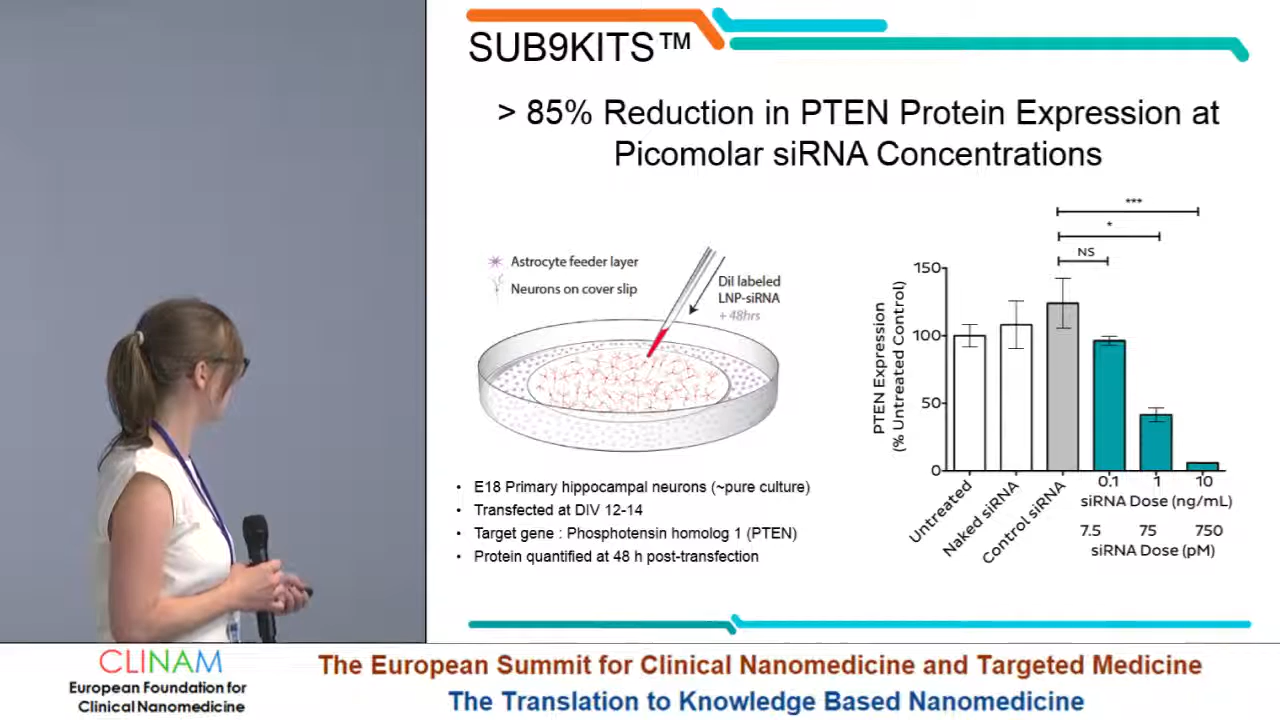 SUB9KITS™
> 85% Reduction in PTEN Protein Expression at
Picomolar siRNA Concentrations
Astrocyte feeder layer
Neurons on cover slip
DiI labeled
LNP-siRNA
+ 48hrs
• E18 Primary hippocampal neurons (~pure culture)
• Transfected at DIV 12-14
• Target gene : Phosphotensin homolog 1 (PTEN)
• Protein quantified at 48 h post-transfection
***
*
NS
PTEN Expression
(% Untreated Control)
150
100
50
0
Untreated
Naked siRNA
Control siRNA
0.1 1 10
siRNA Dose (ng/mL)
7.5 75 750
siRNA Dose (pM)
CLINAM
European Foundation for
Clinical Nanomedicine
The European Summit for Clinical Nanomedicine and Targeted Medicine
The Translation to Knowledge Based Nanomedicine